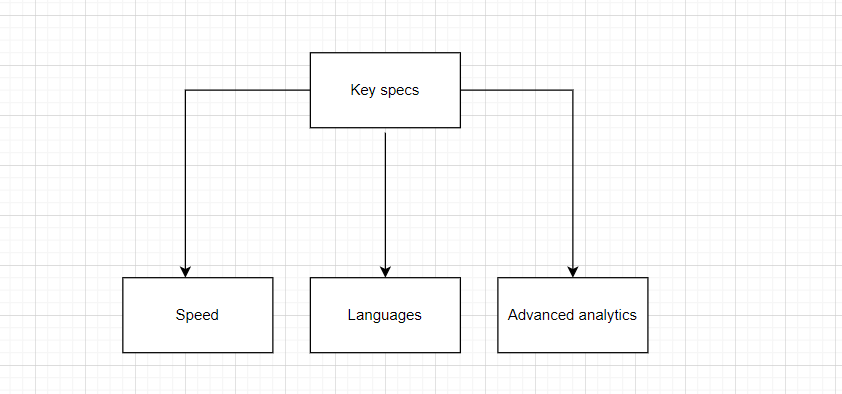 Key specs
Speed
Languages
Advanced analytics